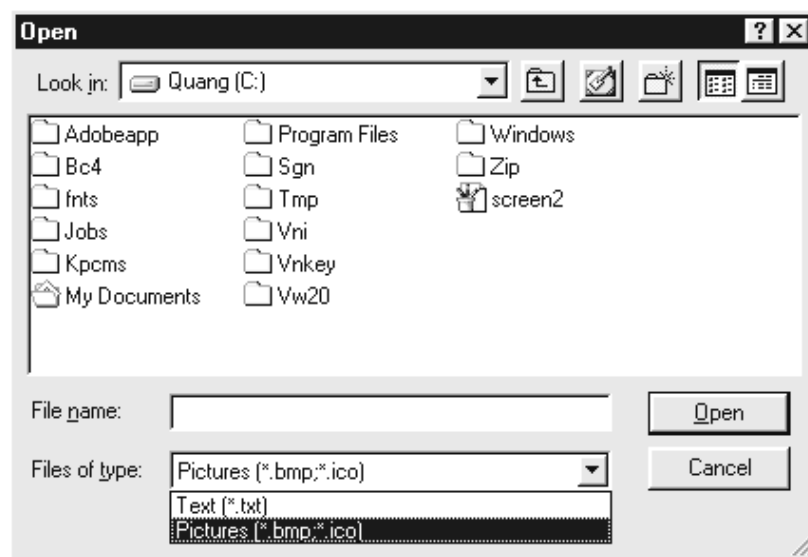 Open
Look in: Quang (C:)
Adobeapp Program Files Windows
Bc4 Sgn Zip
fnts Tmp screen2
Jobs Vni
Kpcms Vnkey
My Documents Vw20
File name: Open
Files of type: Pictures (*.bmp;*.ico) Cancel
Text (*.txt)
Pictures (*.bmp;*.ico)